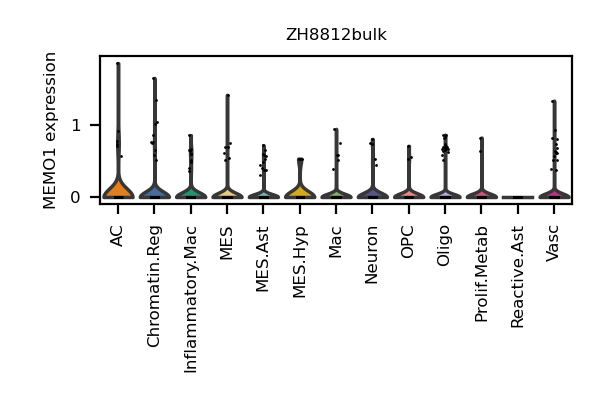 ZH8812bulk
MEMO1 expression
1
0
AC
Chromatin.Reg
Inflammatory.Mac
MES
MES.Ast
MES.Hyp
Mac
Neuron
OPC
Oligo
Prolif.Metab
Reactive.Ast
Vasc